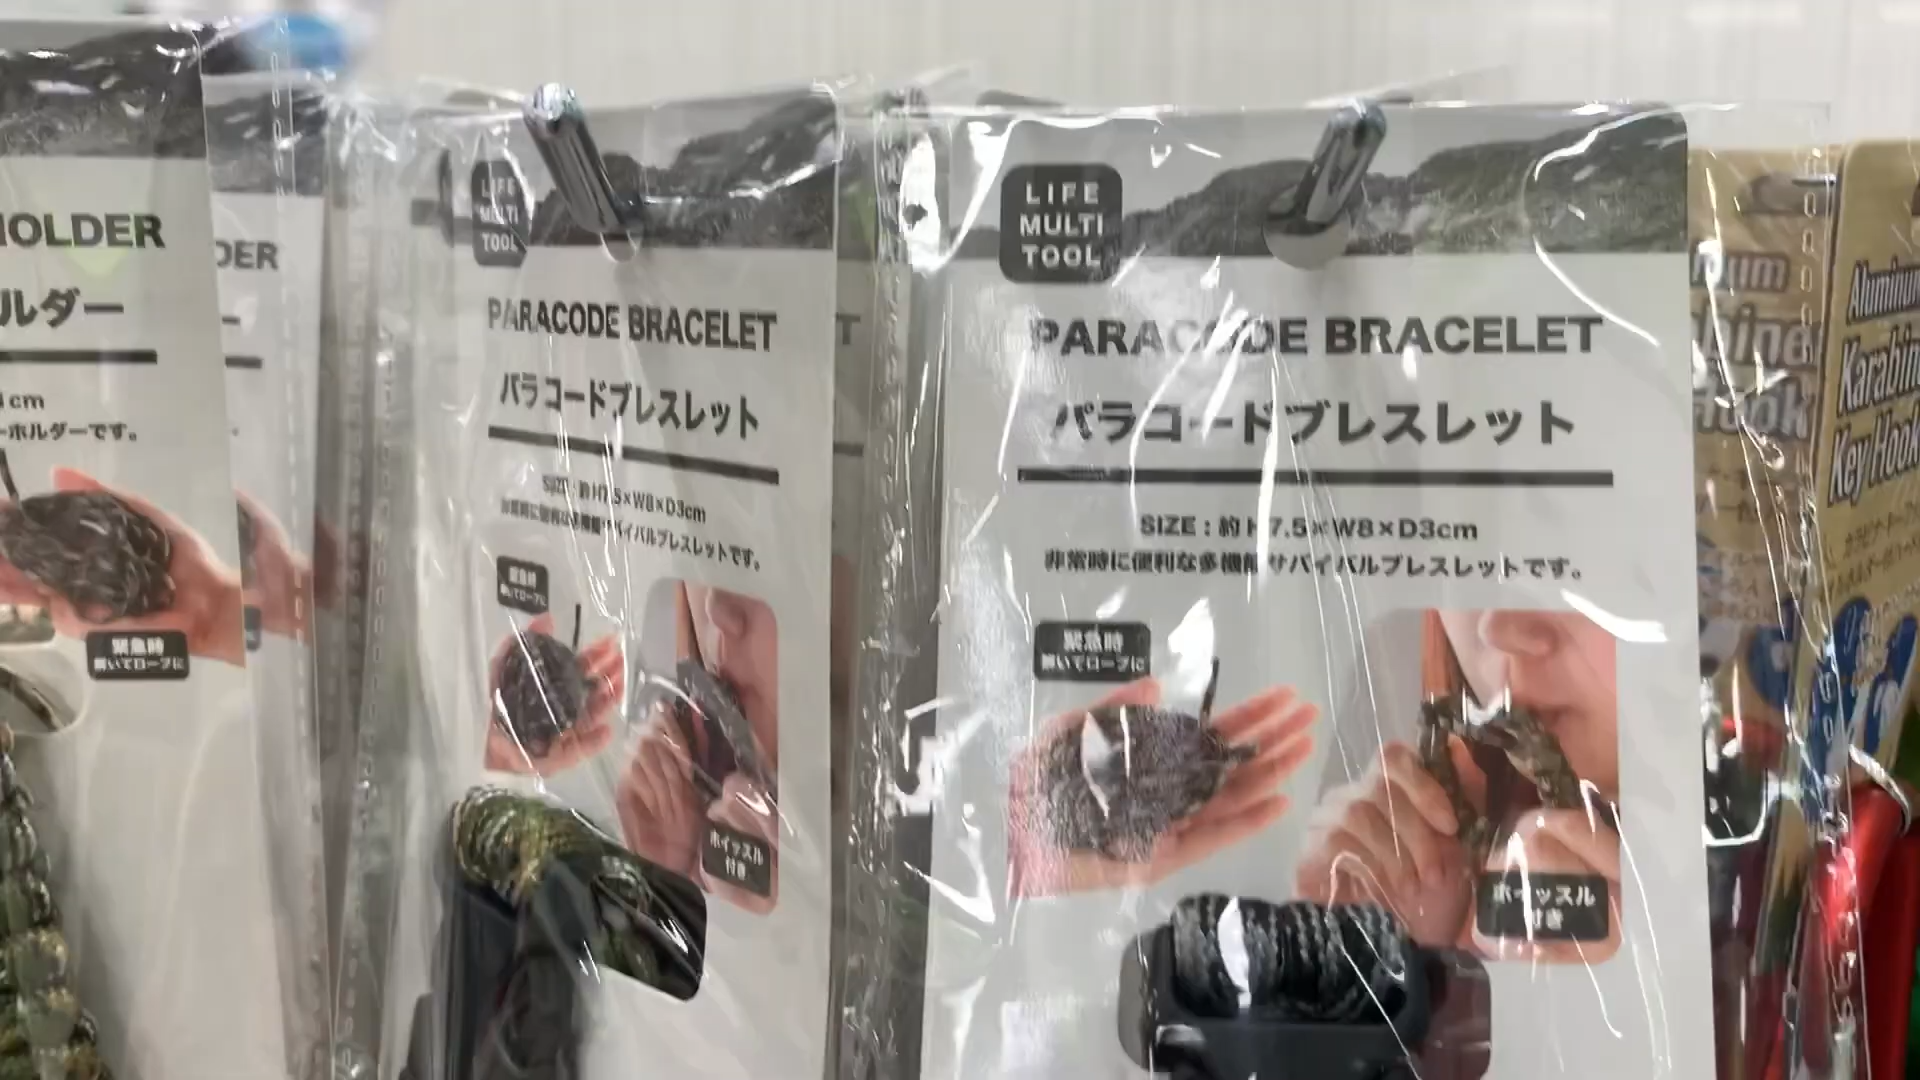 HOLDER
ルダー
cm
ーホルダーです。
緊急時
解いてロープに
DER
LIFE
MULTI
TOOL
PARACODE BRACELET
パラコードブレスレット
SIZE : 約 H7.5×W8×D3cm
非常時に便利な多機能サバイバルブレスレットです。
緊急時
解いてロープに
ホイッスル
付き
LIFE
MULTI
TOOL
PARACODE BRACELET
パラコードブレスレット
SIZE : 約 H7.5×W8×D3cm
非常時に便利な多機能サバイバルブレスレットです。
緊急時
解いてロープに
ホイッスル
付き
Hook
Aluminum
Karabine
Key Hook